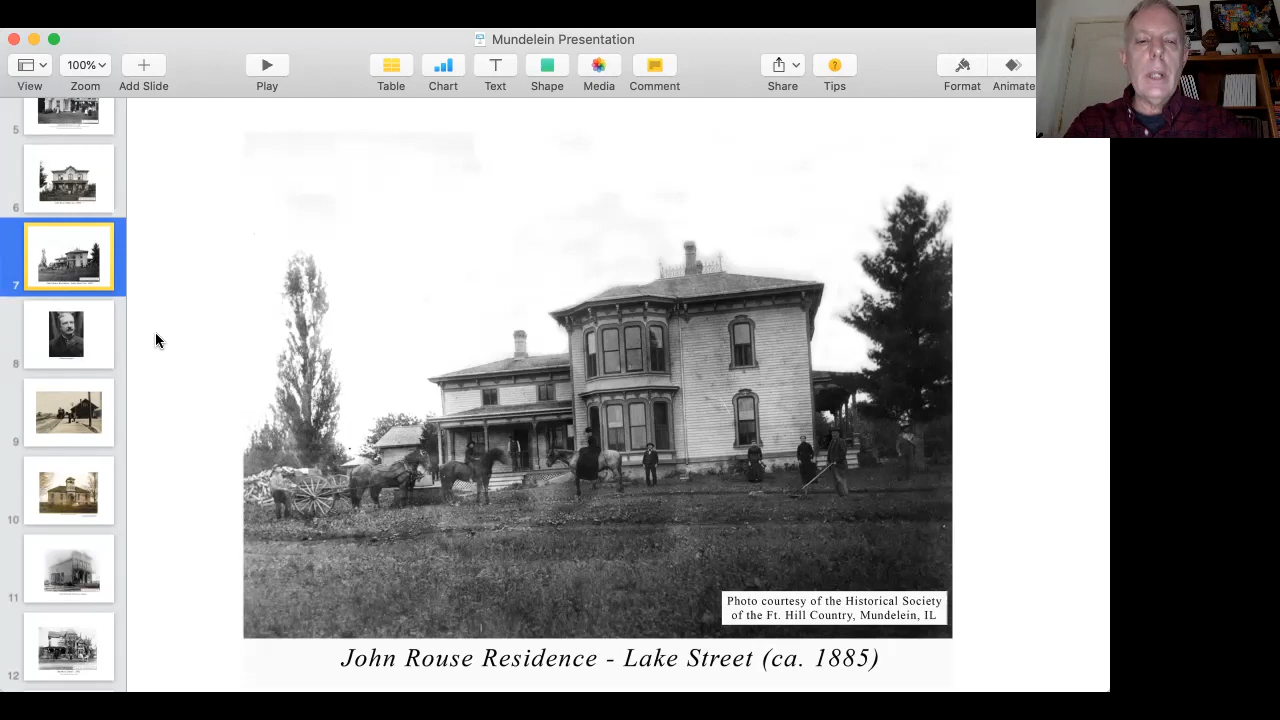 Mundelein Presentation
100%
View
Zoom
Add Slide
Play
Table
Chart
Text
Shape
Media
Comment
Share
Tips
Format
Animate
5
6
7
8
9
10
11
12
Photo courtesy of the Historical Society
of the Ft. Hill Country, Mundelein, IL
John Rouse Residence - Lake Street (ca. 1885)